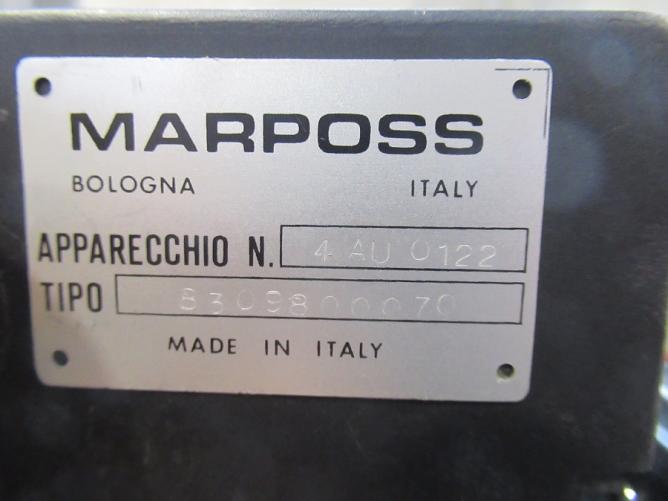 MARPOSS
BOLOGNA ITALY
APPARECCHIO N. 4 AU 0122
TIPO 8309800070
MADE IN ITALY